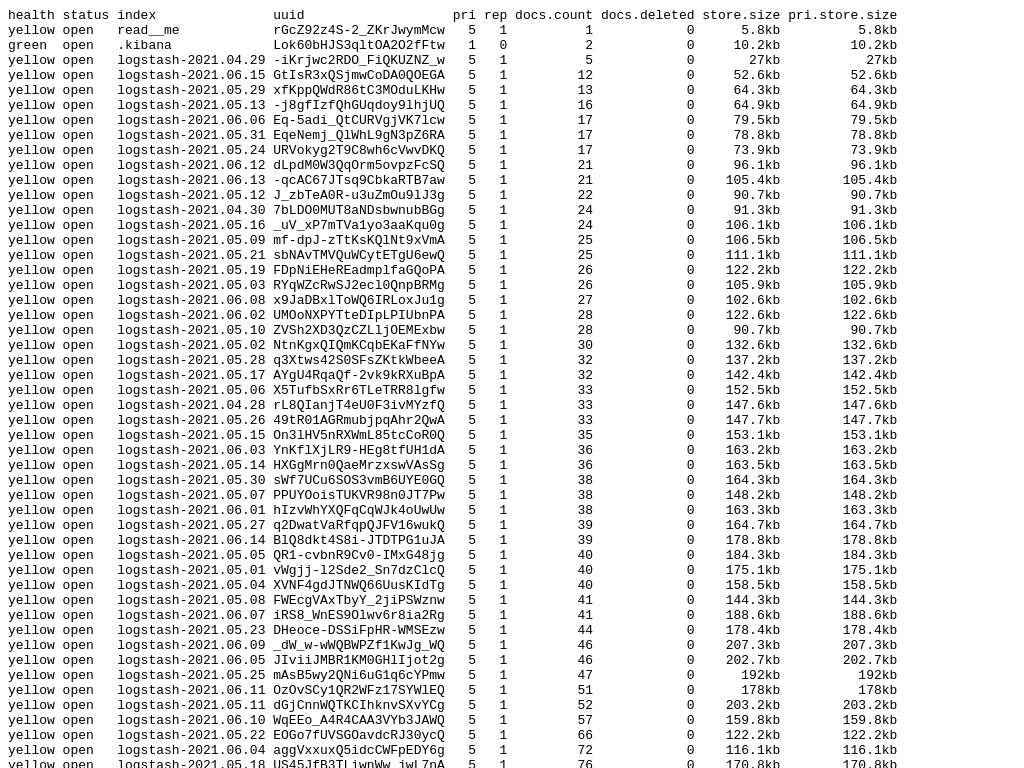 health status index               uuid                   pri rep docs.count docs.deleted store.size pri.store.size
yellow open   read__me            rGcZ92z4S-2_ZKrJwymMcw   5   1          1            0      5.8kb          5.8kb
green  open   .kibana             Lok60bHJS3qltOA2O2fFtw   1   0          2            0     10.2kb         10.2kb
yellow open   logstash-2021.04.29 -iKrjwc2RDO_FiQKUZNZ_w   5   1          5            0       27kb           27kb
yellow open   logstash-2021.06.15 GtIsR3xQSjmwCoDA0QOEGA   5   1         12            0     52.6kb         52.6kb
yellow open   logstash-2021.05.29 xfKppQWdR86tC3MOduLKHw   5   1         13            0     64.3kb         64.3kb
yellow open   logstash-2021.05.13 -j8gfIzfQhGUqdoy9lhjUQ   5   1         16            0     64.9kb         64.9kb
yellow open   logstash-2021.06.06 Eq-5adi_QtCURVgjVK7lcw   5   1         17            0     79.5kb         79.5kb
yellow open   logstash-2021.05.31 EqeNemj_QlWhL9gN3pZ6RA   5   1         17            0     78.8kb         78.8kb
yellow open   logstash-2021.05.24 URVokyg2T9C8wh6cVwvDKQ   5   1         17            0     73.9kb         73.9kb
yellow open   logstash-2021.06.12 dLpdM0W3QqOrm5ovpzFcSQ   5   1         21            0     96.1kb         96.1kb
yellow open   logstash-2021.06.13 -qcAC67JTsq9CbkaRTB7aw   5   1         21            0    105.4kb        105.4kb
yellow open   logstash-2021.05.12 J_zbTeA0R-u3uZmOu9lJ3g   5   1         22            0     90.7kb         90.7kb
yellow open   logstash-2021.04.30 7bLDO0MUT8aNDsbwnubBGg   5   1         24            0     91.3kb         91.3kb
yellow open   logstash-2021.05.16 _uV_xP7mTVa1yo3aaKqu0g   5   1         24            0    106.1kb        106.1kb
yellow open   logstash-2021.05.09 mf-dpJ-zTtKsKQlNt9xVmA   5   1         25            0    106.5kb        106.5kb
yellow open   logstash-2021.05.21 sbNAvTMVQuWCytETgU6ewQ   5   1         25            0    111.1kb        111.1kb
yellow open   logstash-2021.05.19 FDpNiEHeREadmplfaGQoPA   5   1         26            0    122.2kb        122.2kb
yellow open   logstash-2021.05.03 RYqWZcRwSJ2ecl0QnpBRMg   5   1         26            0    105.9kb        105.9kb
yellow open   logstash-2021.06.08 x9JaDBxlToWQ6IRLoxJu1g   5   1         27            0    102.6kb        102.6kb
yellow open   logstash-2021.06.02 UMOoNXPYTteDIpLPIUbnPA   5   1         28            0    122.6kb        122.6kb
yellow open   logstash-2021.05.10 ZVSh2XD3QzCZLljOEMExbw   5   1         28            0     90.7kb         90.7kb
yellow open   logstash-2021.05.02 NtnKgxQIQmKCqbEKaFfNYw   5   1         30            0    132.6kb        132.6kb
yellow open   logstash-2021.05.28 q3Xtws42S0SFsZKtkWbeeA   5   1         32            0    137.2kb        137.2kb
yellow open   logstash-2021.05.17 AYgU4RqaQf-2vk9kRXuBpA   5   1         32            0    142.4kb        142.4kb
yellow open   logstash-2021.05.06 X5TufbSxRr6TLeTRR8lgfw   5   1         33            0    152.5kb        152.5kb
yellow open   logstash-2021.04.28 rL8QIanjT4eU0F3ivMYzfQ   5   1         33            0    147.6kb        147.6kb
yellow open   logstash-2021.05.26 49tR01AGRmubjpqAhr2QwA   5   1         33            0    147.7kb        147.7kb
yellow open   logstash-2021.05.15 On3lHV5nRXWmL85tcCoR0Q   5   1         35            0    153.1kb        153.1kb
yellow open   logstash-2021.06.03 YnKflXjLR9-HEg8tfUH1dA   5   1         36            0    163.2kb        163.2kb
yellow open   logstash-2021.05.14 HXGgMrn0QaeMrzxswVAsSg   5   1         36            0    163.5kb        163.5kb
yellow open   logstash-2021.05.30 sWf7UCu6SOS3vmB6UYE0GQ   5   1         38            0    164.3kb        164.3kb
yellow open   logstash-2021.05.07 PPUYOoisTUKVR98n0JT7Pw   5   1         38            0    148.2kb        148.2kb
yellow open   logstash-2021.06.01 hIzvWhYXQFqCqWJk4oUwUw   5   1         38            0    163.3kb        163.3kb
yellow open   logstash-2021.05.27 q2DwatVaRfqpQJFV16wukQ   5   1         39            0    164.7kb        164.7kb
yellow open   logstash-2021.06.14 BlQ8dkt4S8i-JTDTPG1uJA   5   1         39            0    178.8kb        178.8kb
yellow open   logstash-2021.05.05 QR1-cvbnR9Cv0-IMxG48jg   5   1         40            0    184.3kb        184.3kb
yellow open   logstash-2021.05.01 vWgjj-l2Sde2_Sn7dzClcQ   5   1         40            0    175.1kb        175.1kb
yellow open   logstash-2021.05.04 XVNF4gdJTNWQ66UusKIdTg   5   1         40            0    158.5kb        158.5kb
yellow open   logstash-2021.05.08 FWEcgVAxTbyY_2jiPSWznw   5   1         41            0    144.3kb        144.3kb
yellow open   logstash-2021.06.07 iRS8_WnES9Olwv6r8ia2Rg   5   1         41            0    188.6kb        188.6kb
yellow open   logstash-2021.05.23 DHeoce-DSSiFpHR-WMSEzw   5   1         44            0    178.4kb        178.4kb
yellow open   logstash-2021.06.09 _dW_w-wWQBWPZf1KwJg_WQ   5   1         46            0    207.3kb        207.3kb
yellow open   logstash-2021.06.05 JIviiJMBR1KM0GHlIjot2g   5   1         46            0    202.7kb        202.7kb
yellow open   logstash-2021.05.25 mAsB5wy2QNi6uG1q6cYPmw   5   1         47            0      192kb          192kb
yellow open   logstash-2021.06.11 OzOvSCy1QR2WFz17SYWlEQ   5   1         51            0      178kb          178kb
yellow open   logstash-2021.05.11 dGjCnnWQTKCIhknvSXvYCg   5   1         52            0    203.2kb        203.2kb
yellow open   logstash-2021.06.10 WqEEo_A4R4CAA3VYb3JAWQ   5   1         57            0    159.8kb        159.8kb
yellow open   logstash-2021.05.22 EOGo7fUVSGOavdcRJ30ycQ   5   1         66            0    122.2kb        122.2kb
yellow open   logstash-2021.06.04 aggVxxuxQ5idcCWFpEDY6g   5   1         72            0    116.1kb        116.1kb
yellow open   logstash-2021.05.18 US45JfB3TLiwnWw_jwL7nA   5   1         76            0    170.8kb        170.8kb